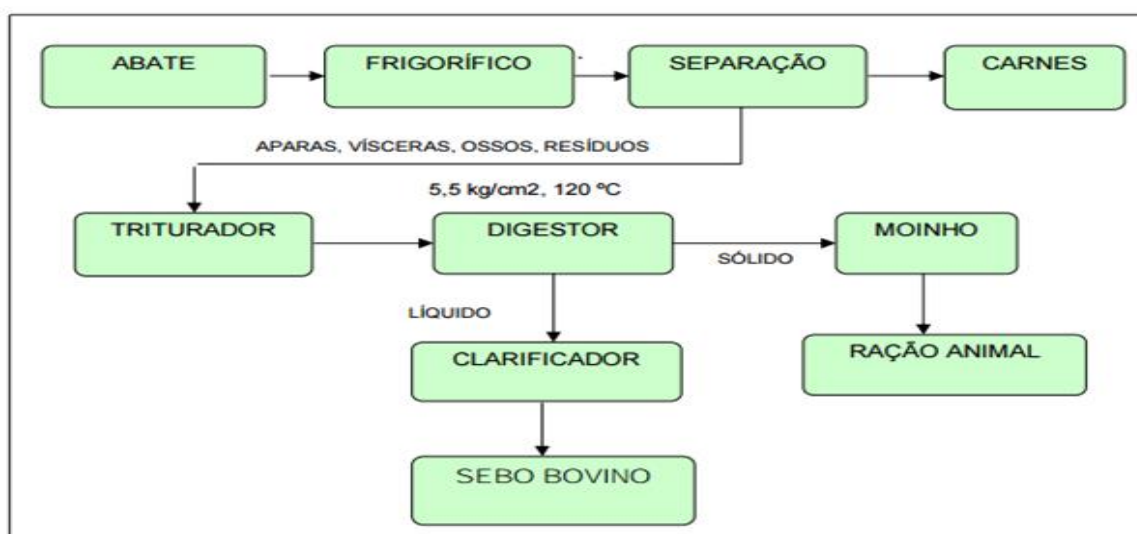 ABATE
FRIGORÍFICO
SEPARAÇÃO
CARNES
APARAS, VÍSCERAS, OSSOS, RESÍDUOS
5,5 kg/cm2, 120 ºC
TRITURADOR
DIGESTOR
MOINHO
SÓLIDO
LÍQUIDO
CLARIFICADOR
RAÇÃO ANIMAL
SEBO BOVINO